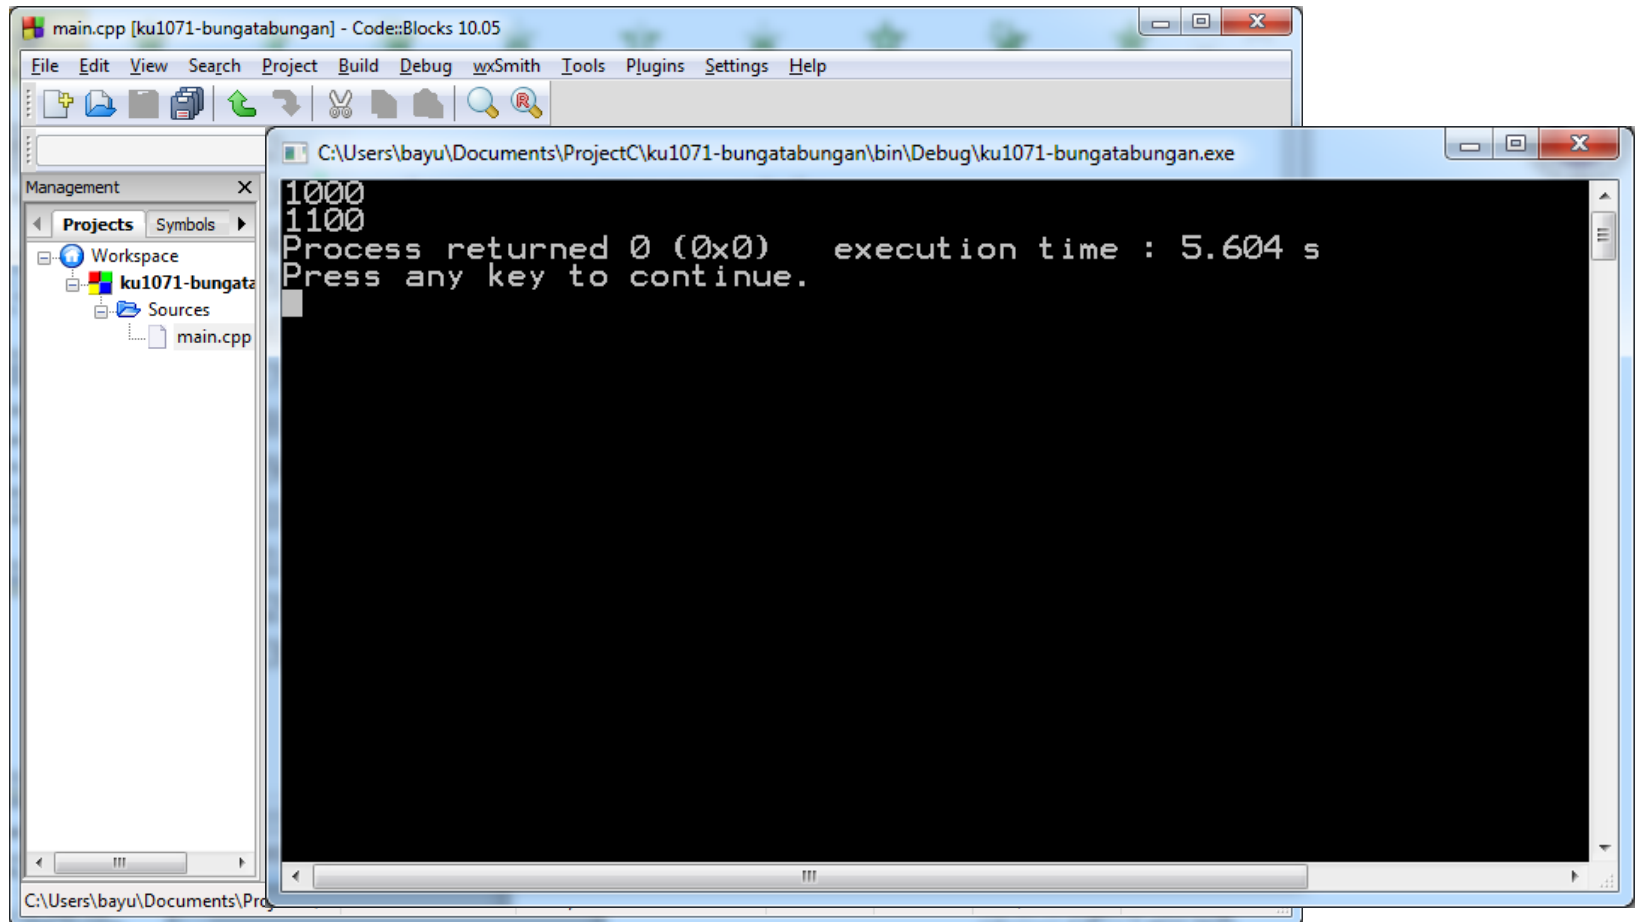 main.cpp [ku1071-bungatabungan] - Code::Blocks 10.05
File Edit View Search Project Build Debug wxSmith Tools Plugins Settings Help
C:\Users\bayu\Documents\ProjectC\ku1071-bungatabungan\bin\Debug\ku1071-bungatabungan.exe
Management
Projects Symbols
Workspace
ku1071-bungata
Sources
main.cpp
1000
1100
Process returned 0 (0x0) execution time : 5.604 s
Press any key to continue.
C:\Users\bayu\Documents\Pro